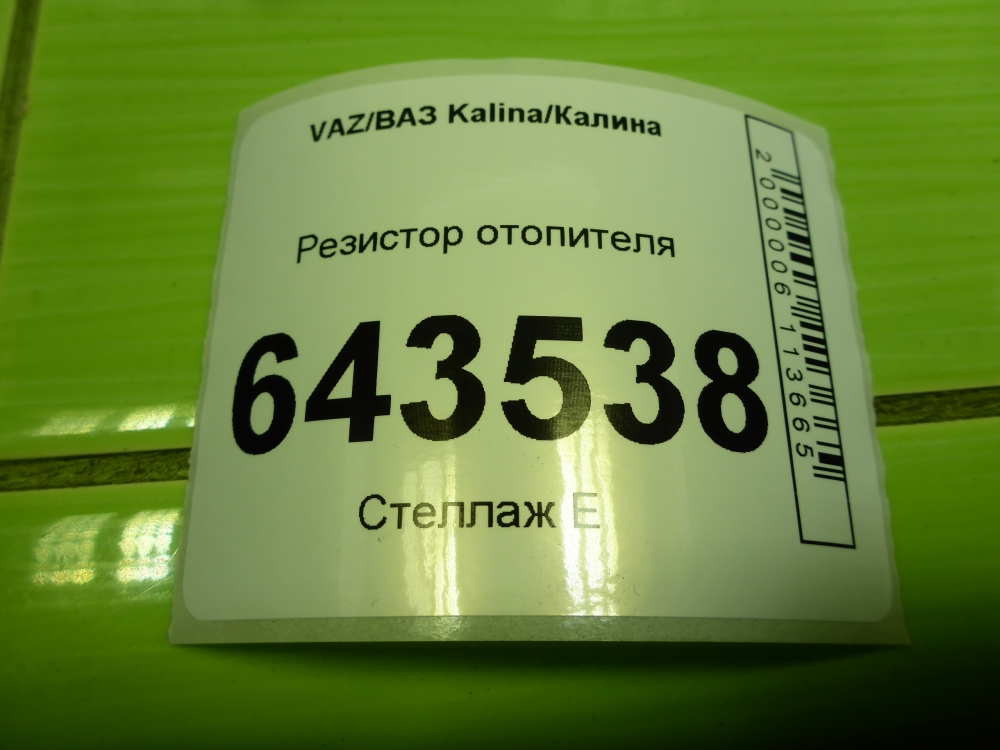 VAZ/ВАЗ Kalina/Калина
Резистор отопителя
643538
Стеллаж Е
2000006113665